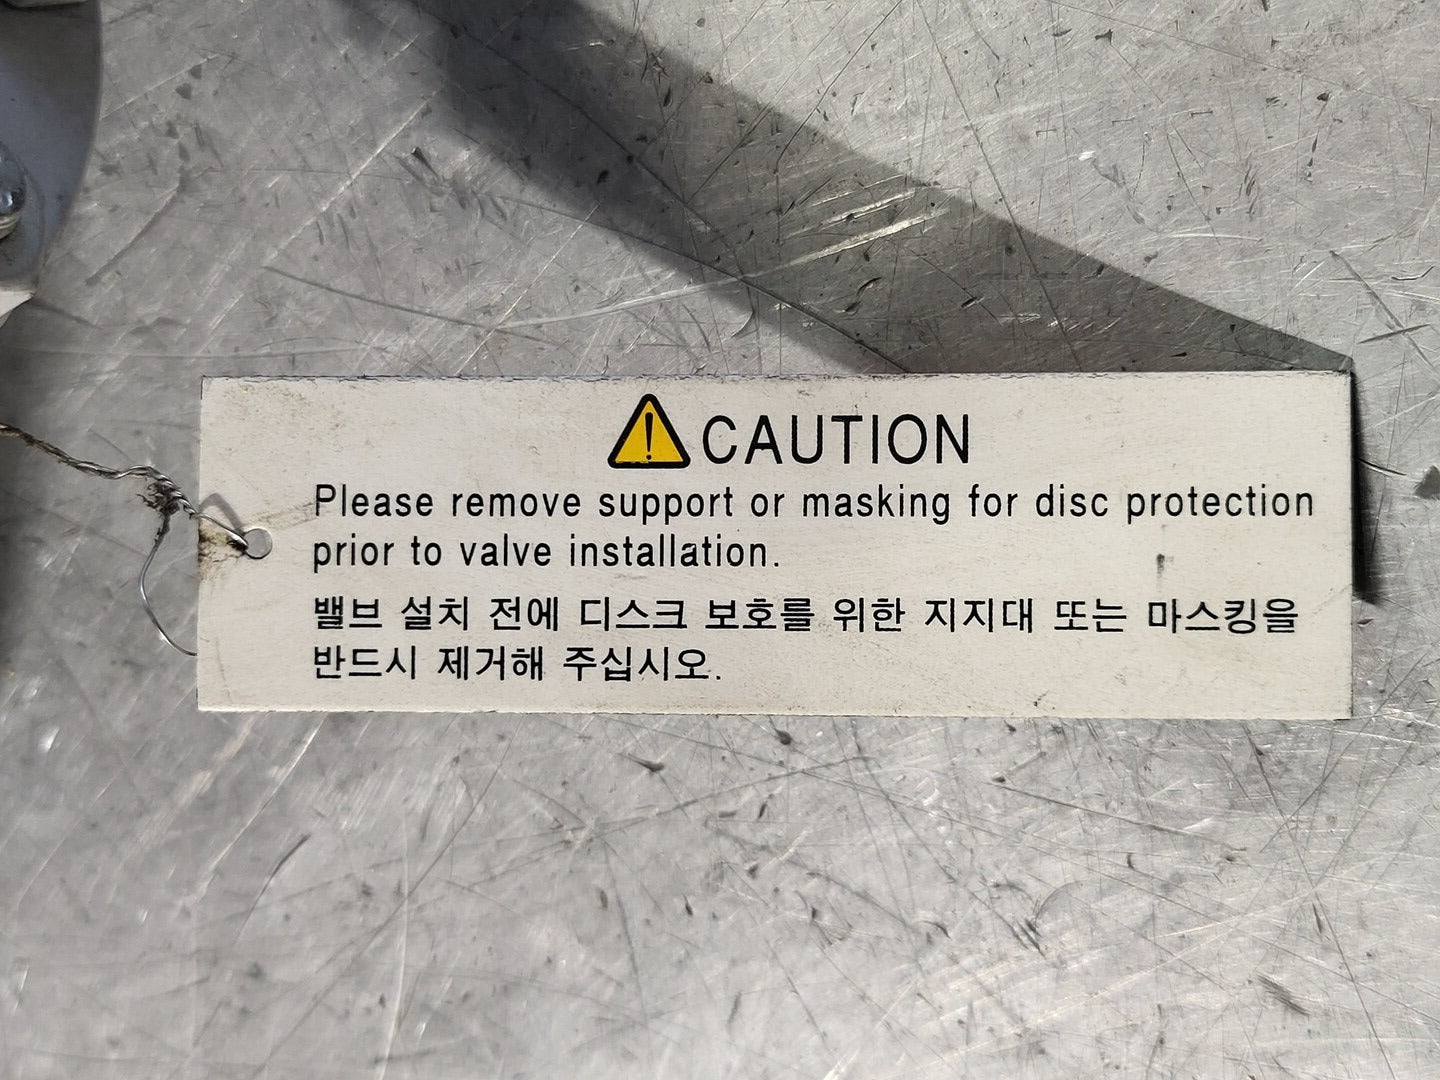 CAUTION
Please remove support or masking for disc protection
prior to valve installation.
밸브 설치 전에 디스크 보호를 위한 지지대 또는 마스킹을
반드시 제거해 주십시오.